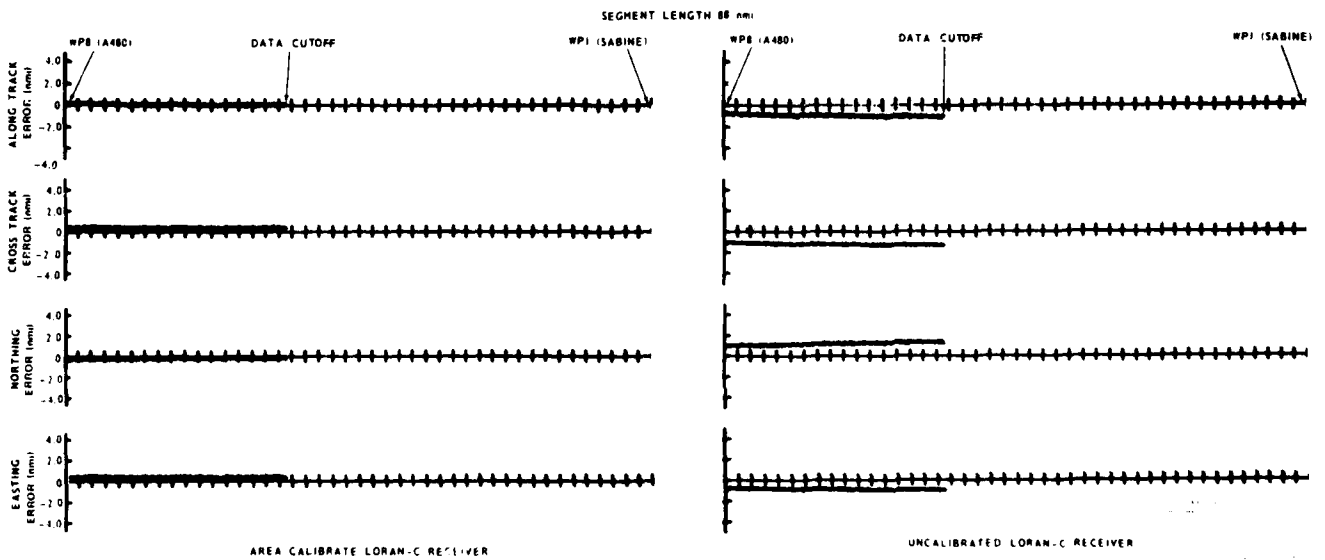 SEGMENT LENGTH 86 nmi
WP8 (A480)
DATA CUTOFF
WP1 (SABINE)
WP8 (A480)
DATA CUTOFF
WP1 (SABINE)
ALONG TRACK
ERROR (nmi)
4.0
2.0
0
-2.0
-4.0
CROSS TRACK
ERROR (nmi)
4.0
2.0
0
-2.0
-4.0
NORTHING
ERROR (nmi)
4.0
2.0
0
-2.0
-4.0
EASTING
ERROR (nmi)
4.0
2.0
0
-2.0
-4.0
AREA CALIBRATE LORAN-C RECEIVER
UNCALIBRATED LORAN-C RECEIVER